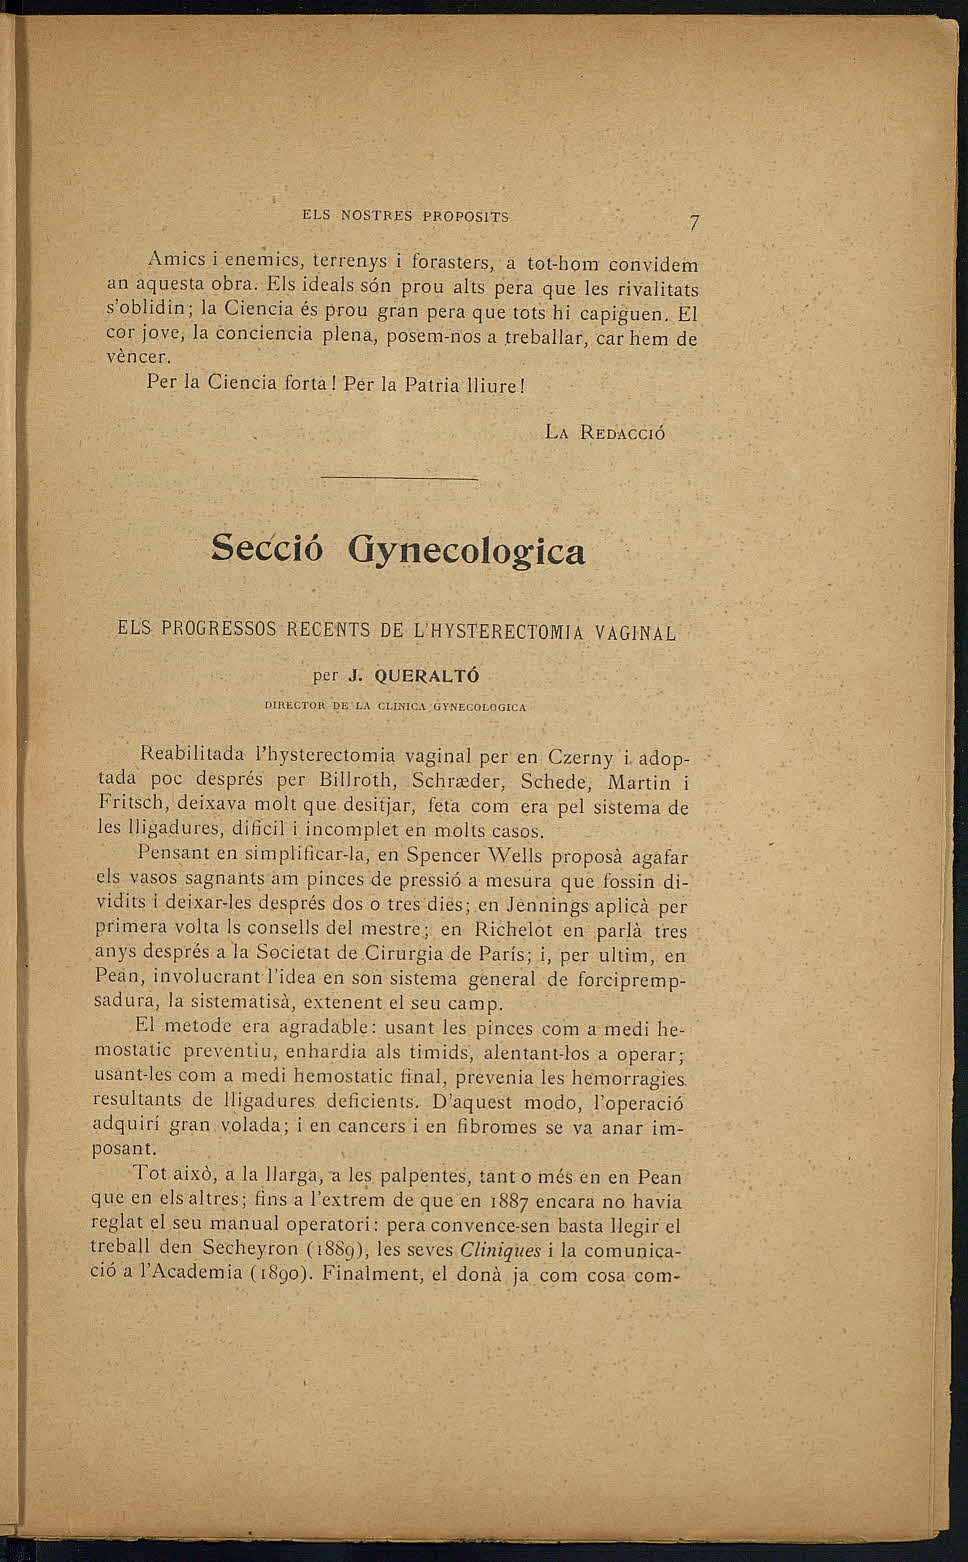 ELS NOSTRES PROPOSITS 7
Amics i enemics, terrenys i forasters, a tot-hom convidem
an aquesta obra. Els ideals són prou alts pera que les rivalitats
s'oblidin; la Ciencia és prou gran pera que tots hi capiguen. El
cor jove, la conciencia plena, posem-nos a treballar, car hem de
vèncer.
Per la Ciencia forta! Per la Patria lliure!
LA REDACCIÓ
Secció Gynecologica
ELS PROGRESSOS RECENTS DE L'HYSTERECTOMIA VAGINAL
per J. QUERALTÓ
DIRECTOR DE LA CLINICA GYNECOLOGICA
Reabilitada l'hysterectomia vaginal per en Czerny i adop-
tada poc després per Billroth, Schræder, Schede, Martin i
Fritsch, deixava molt que desitjar, feta com era pel sistema de
les lligadures, dificil i incomplet en molts casos.
Pensant en simplificar-la, en Spencer Wells proposà agafar
els vasos sagnants am pinces de pressió a mesura que fossin di-
vidits i deixar-les després dos o tres dies; en Jennings aplicà per
primera volta ls consells del mestre; en Richelot en parlà tres
anys després a la Societat de Cirurgia de París; i, per ultim, en
Pean, involucrant l'idea en son sistema general de forcipremp-
sadura, la sistematisà, extenent el seu camp.
El metode era agradable: usant les pinces com a medi he-
mostatic preventiu, enhardia als timids, alentant-los a operar;
usant-les com a medi hemostatic final, prevenia les hemorragies
resultants de lligadures deficients. D'aquest modo, l'operació
adquirí gran volada; i en cancers i en fibromes se va anar im-
posant.
Tot això, a la llarga, a les palpentes, tant o més en en Pean
que en els altres; fins a l'extrem de que en 1887 encara no havia
reglat el seu manual operatori: pera convence-sen basta llegir el
treball den Secheyron (1889), les seves Cliniques i la comunica-
ció a l'Academia (1890). Finalment, el donà ja com cosa com-